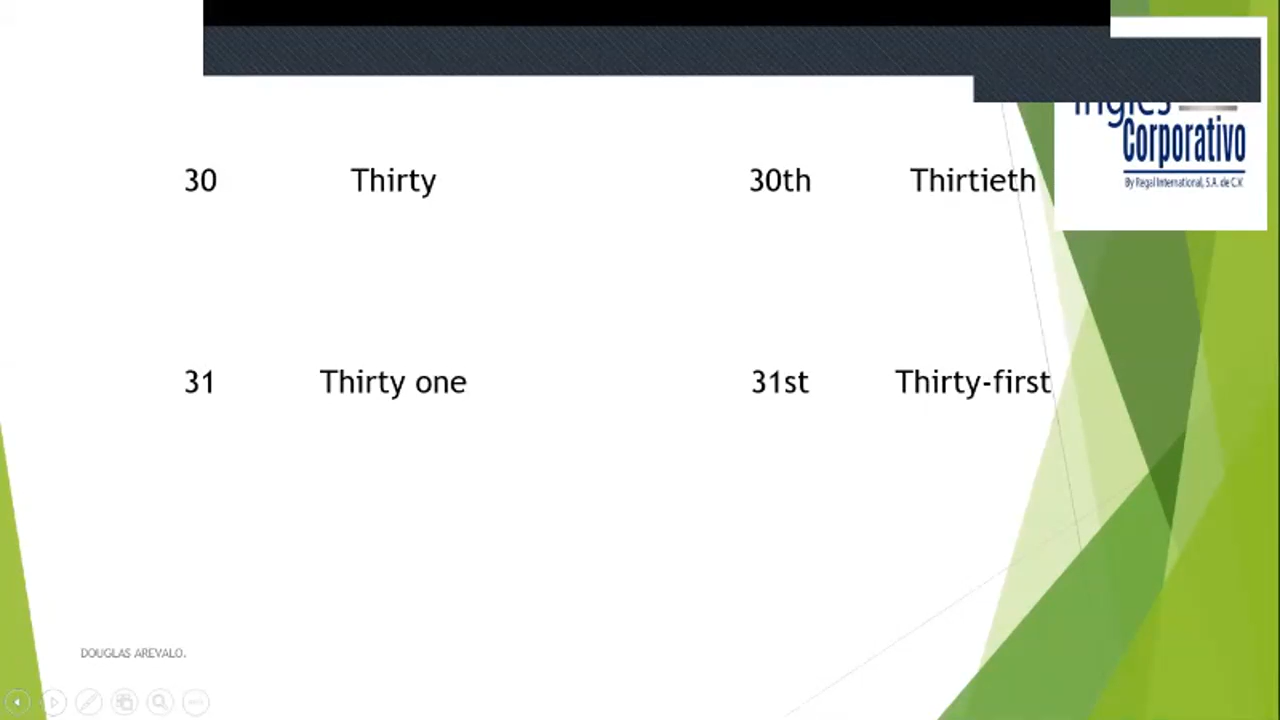 Inglés
Corporativo
By Regal International, S.A. de C.V.
30 Thirty 30th Thirtieth
31 Thirty one 31st Thirty-first
DOUGLAS AREVALO.